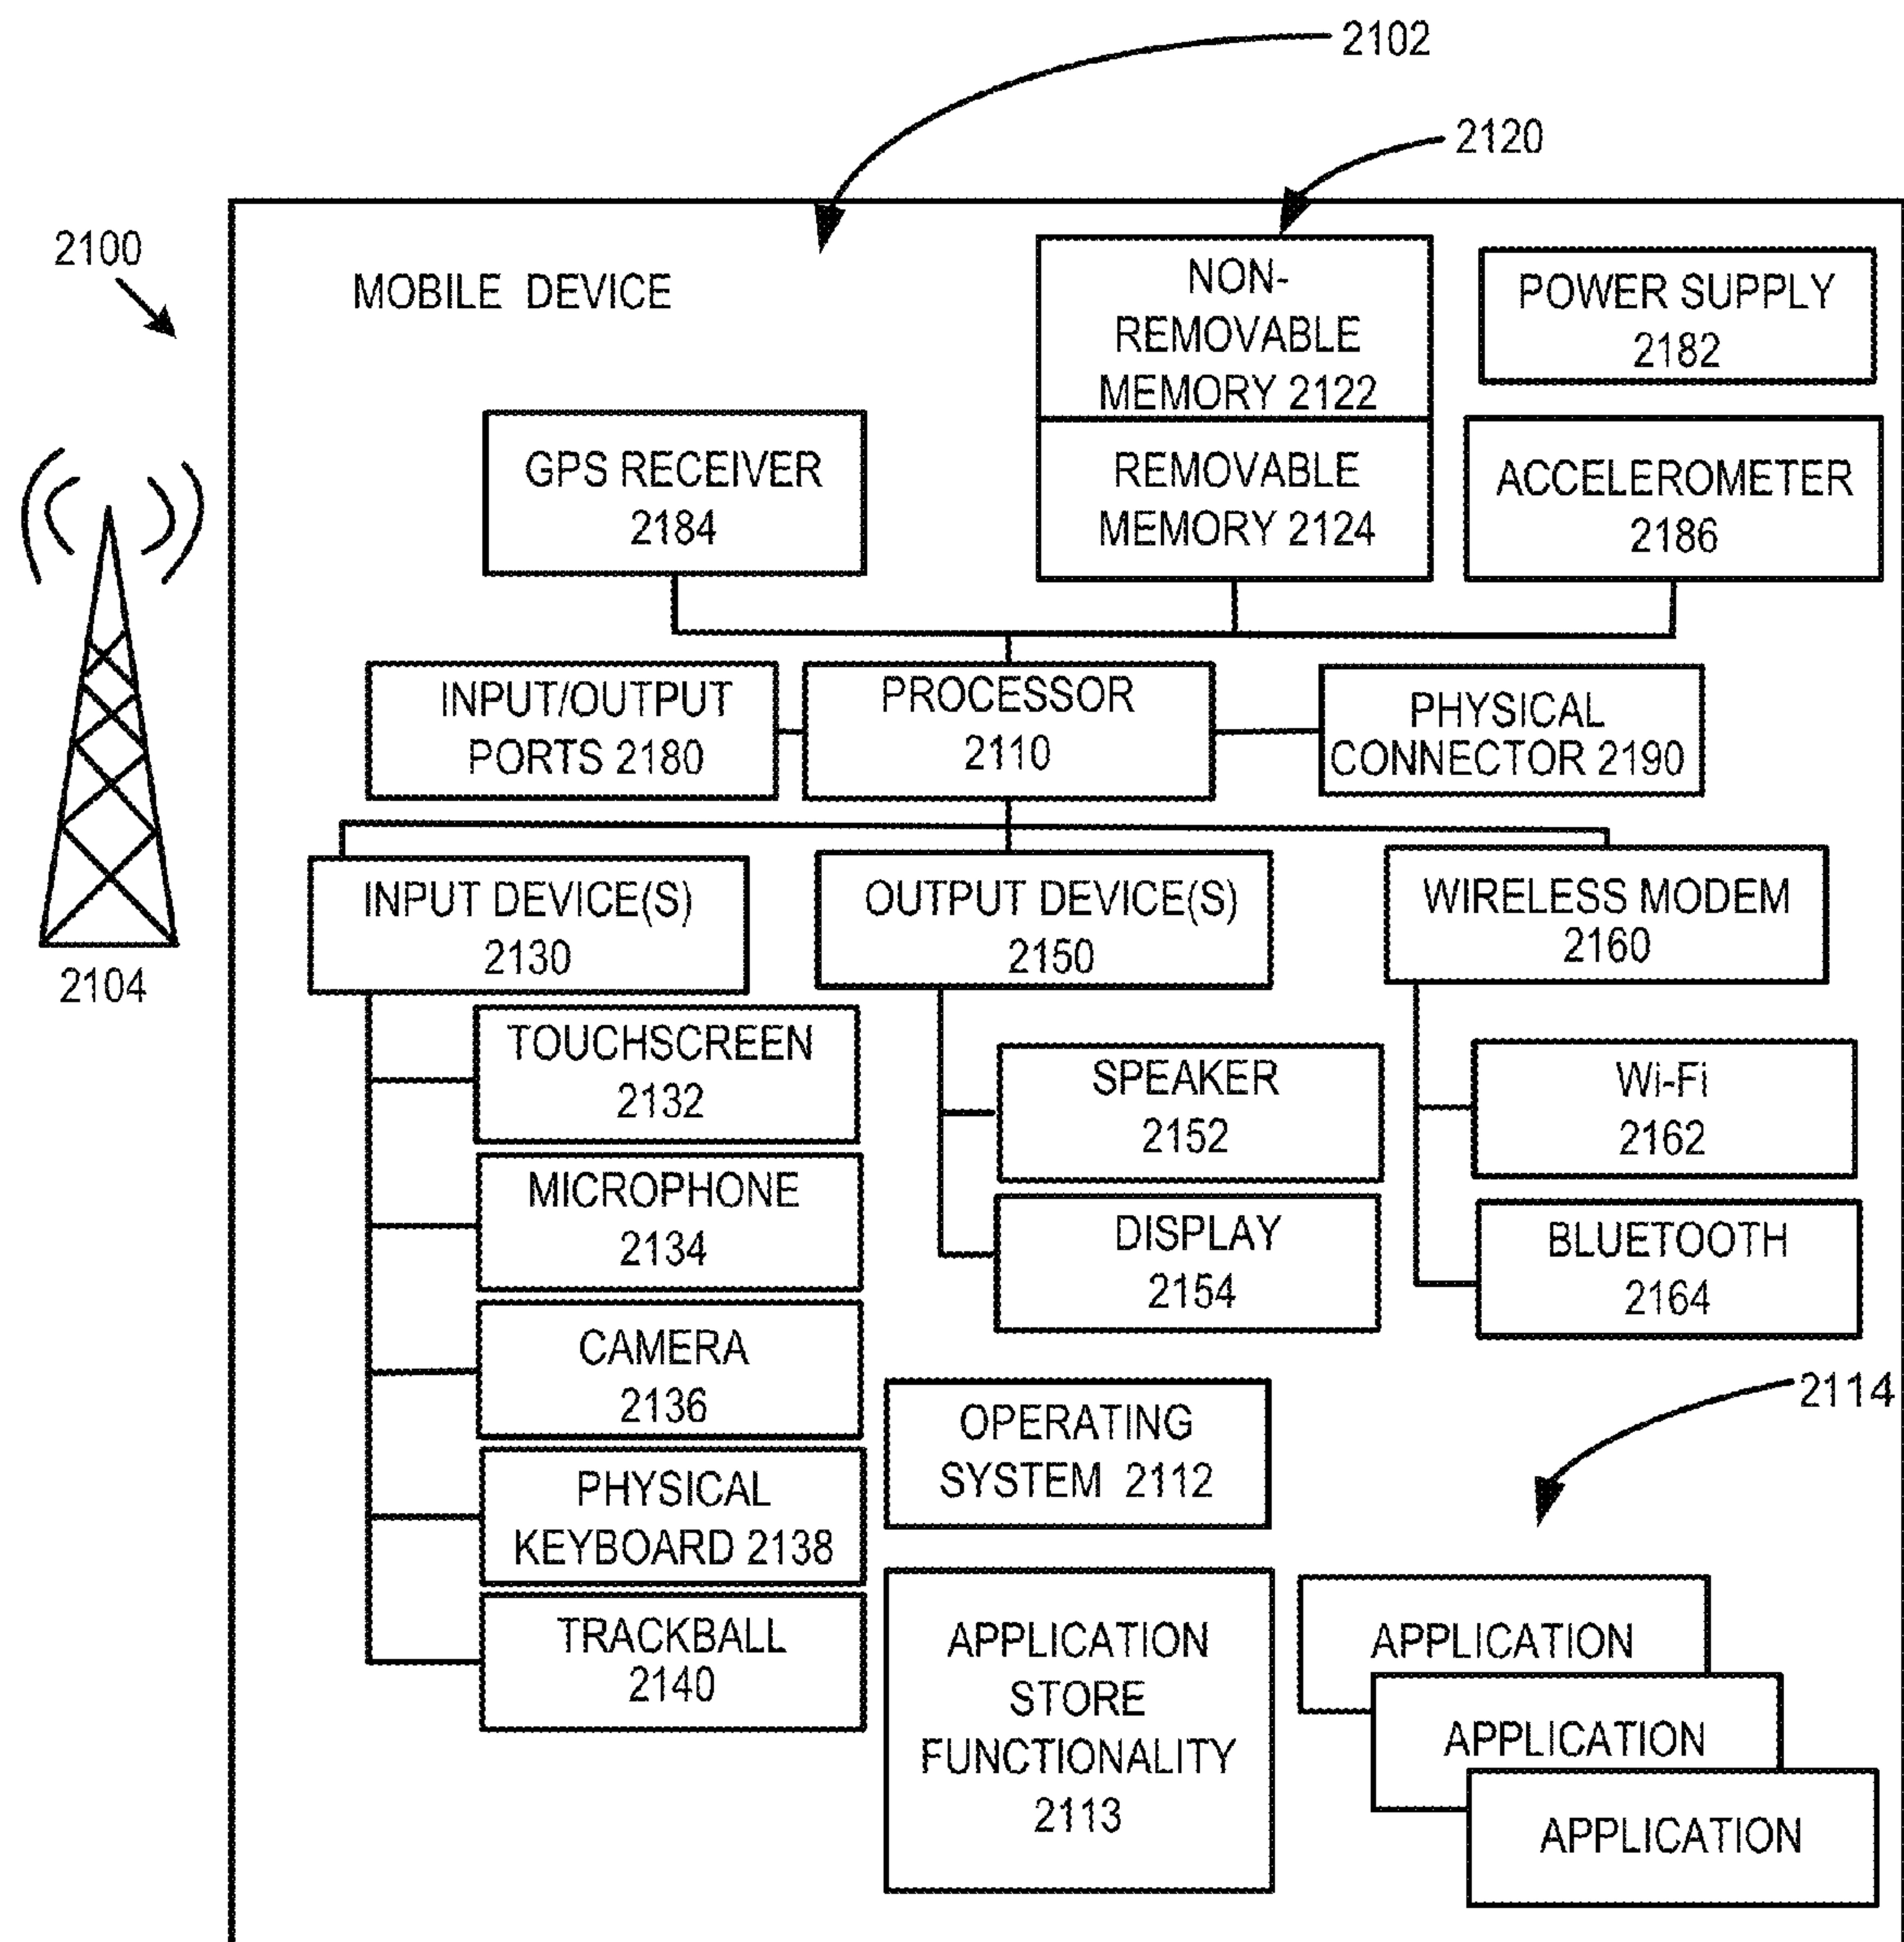 2102
2120
2100
MOBILE DEVICE
NON-
REMOVABLE
MEMORY 2122
POWER SUPPLY
2182
GPS RECEIVER
2184
REMOVABLE
MEMORY 2124
ACCELEROMETER
2186
INPUT/OUTPUT
PORTS 2180
PROCESSOR
2110
PHYSICAL
CONNECTOR 2190
INPUT DEVICE(S)
2130
OUTPUT DEVICE(S)
2150
WIRELESS MODEM
2160
2104
TOUCHSCREEN
2132
SPEAKER
2152
Wi-Fi
2162
MICROPHONE
2134
DISPLAY
2154
BLUETOOTH
2164
CAMERA
2136
OPERATING
SYSTEM 2112
2114
PHYSICAL
KEYBOARD 2138
TRACKBALL
2140
APPLICATION
STORE
FUNCTIONALITY
2113
APPLICATION
APPLICATION
APPLICATION